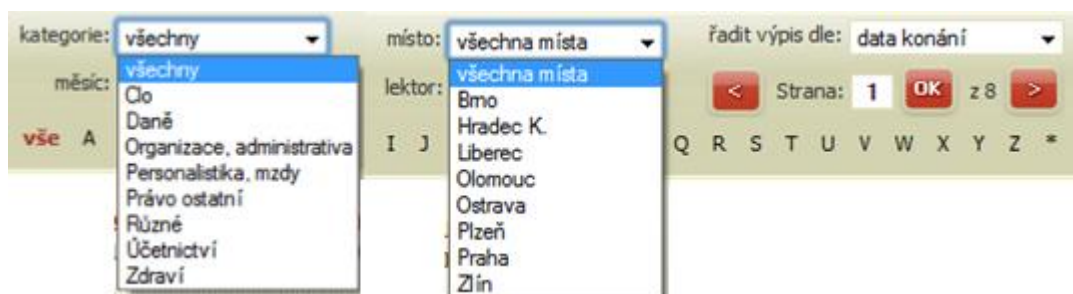 kategorie: všechny místo: všechna místa řadit výpis dle: data konání
měsíc: lektor: < Strana: 1 OK z 8 >
vše A I J Q R S T U V W X Y Z *
všechny
Clo
Daně
Organizace, administrativa
Personalistika, mzdy
Právo ostatní
Různé
Účetnictví
Zdraví
všechna místa
Brno
Hradec K.
Liberec
Olomouc
Ostrava
Plzeň
Praha
Zlín